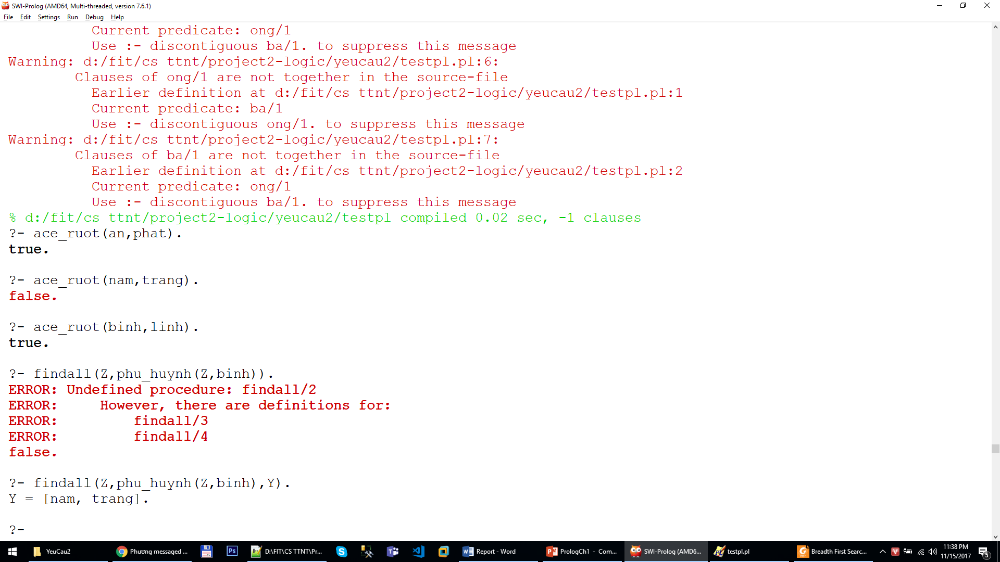 SWI-Prolog (AMD64, Multi-threaded, version 7.6.1)
File Edit Settings Run Debug Help
Current predicate: ong/1
Use :- discontiguous ba/1. to suppress this message
Warning: d:/fit/cs ttnt/project2-logic/yeucau2/testpl.pl:6:
Clauses of ong/1 are not together in the source-file
Earlier definition at d:/fit/cs ttnt/project2-logic/yeucau2/testpl.pl:1
Current predicate: ba/1
Use :- discontiguous ong/1. to suppress this message
Warning: d:/fit/cs ttnt/project2-logic/yeucau2/testpl.pl:7:
Clauses of ba/1 are not together in the source-file
Earlier definition at d:/fit/cs ttnt/project2-logic/yeucau2/testpl.pl:2
Current predicate: ong/1
Use :- discontiguous ba/1. to suppress this message
% d:/fit/cs ttnt/project2-logic/yeucau2/testpl compiled 0.02 sec, -1 clauses
?- ace_ruot(an,phat).
true.
?- ace_ruot(nam,trang).
false.
?- ace_ruot(binh,linh).
true.
?- findall(Z,phu_huynh(Z,binh)).
ERROR: Undefined procedure: findall/2
ERROR: However, there are definitions for:
ERROR: findall/3
ERROR: findall/4
false.
?- findall(Z,phu_huynh(Z,binh),Y).
Y = [nam, trang].
?-
YeuCau2 Phương messaged ... Ps D:\FIT\CS TTNT\Pr... Report - Word PrologCh1 - Com... SWI-Prolog (AMD6... testpl.pl Breadth First Searc... V 11:38 PM
11/15/2017 5